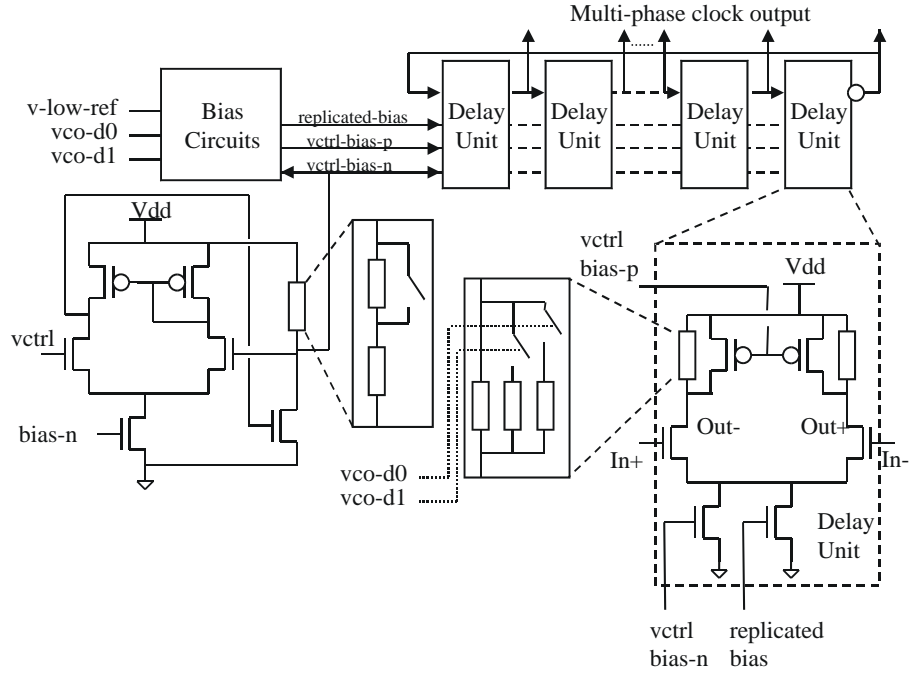 Multi-phase clock output
......
v-low-ref
vco-d0
vco-d1
Bias
Circuits
replicated-bias
vctrl-bias-p
vctrl-bias-n
Delay
Unit
Delay
Unit
Delay
Unit
Delay
Unit
Vdd
vctrl
bias-n
vctrl
bias-p
Vdd
vco-d0
vco-d1
Out-
Out+
In+
In-
Delay
Unit
vctrl
bias-n
replicated
bias